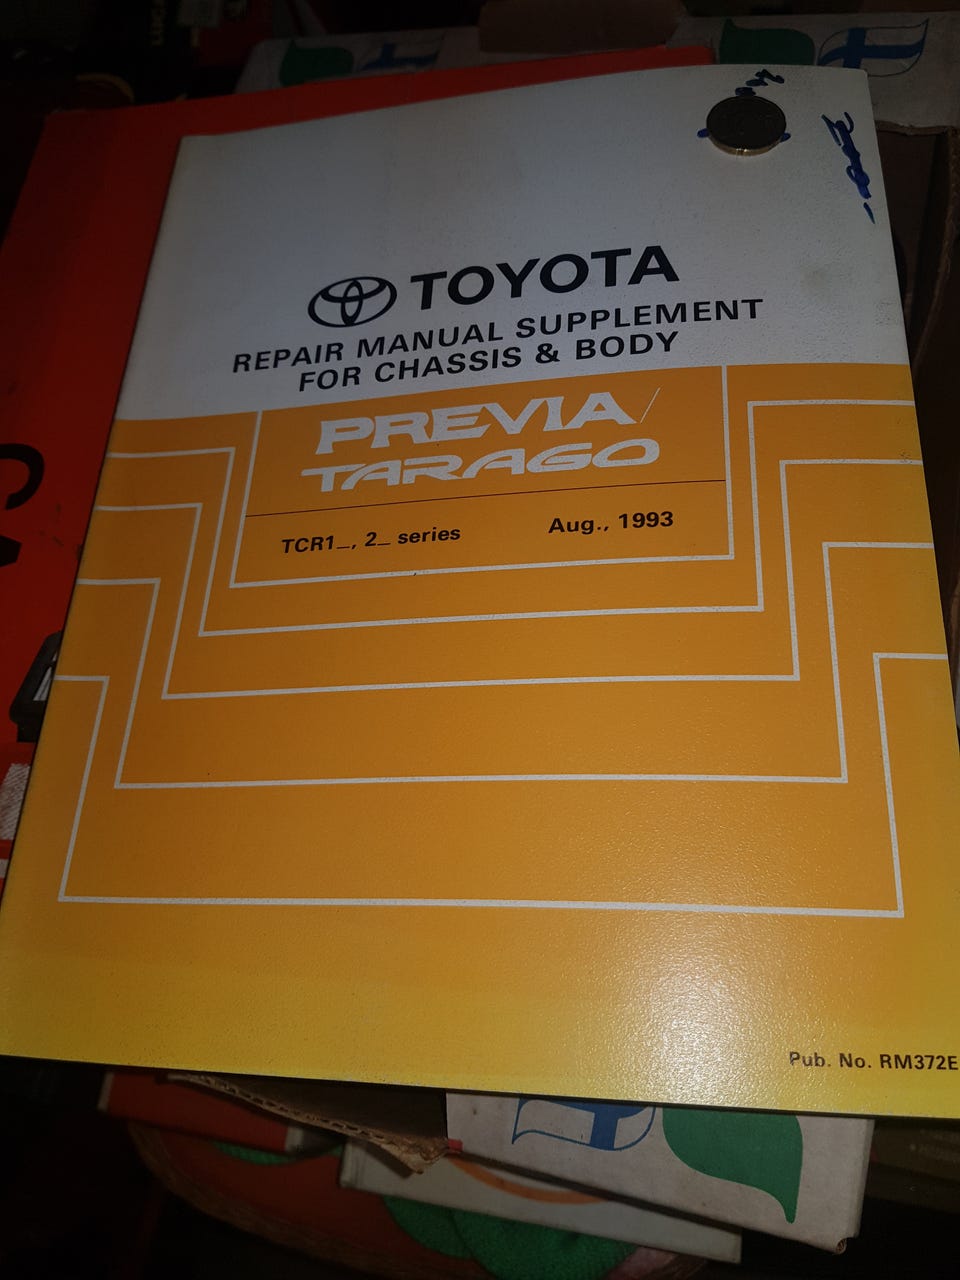 TOYOTA
REPAIR MANUAL SUPPLEMENT
FOR CHASSIS & BODY
PREVIA/
TARAGO
TCR1_, 2_ series
Aug., 1993
Pub. No. RM372E